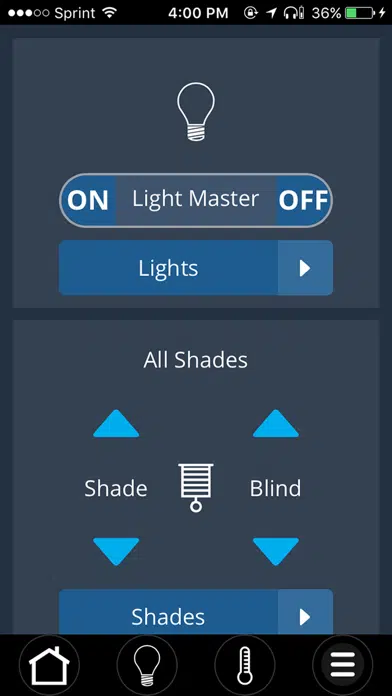 Sprint 4:00 PM 36%
ON Light Master OFF
Lights
All Shades
Shade Blind
Shades